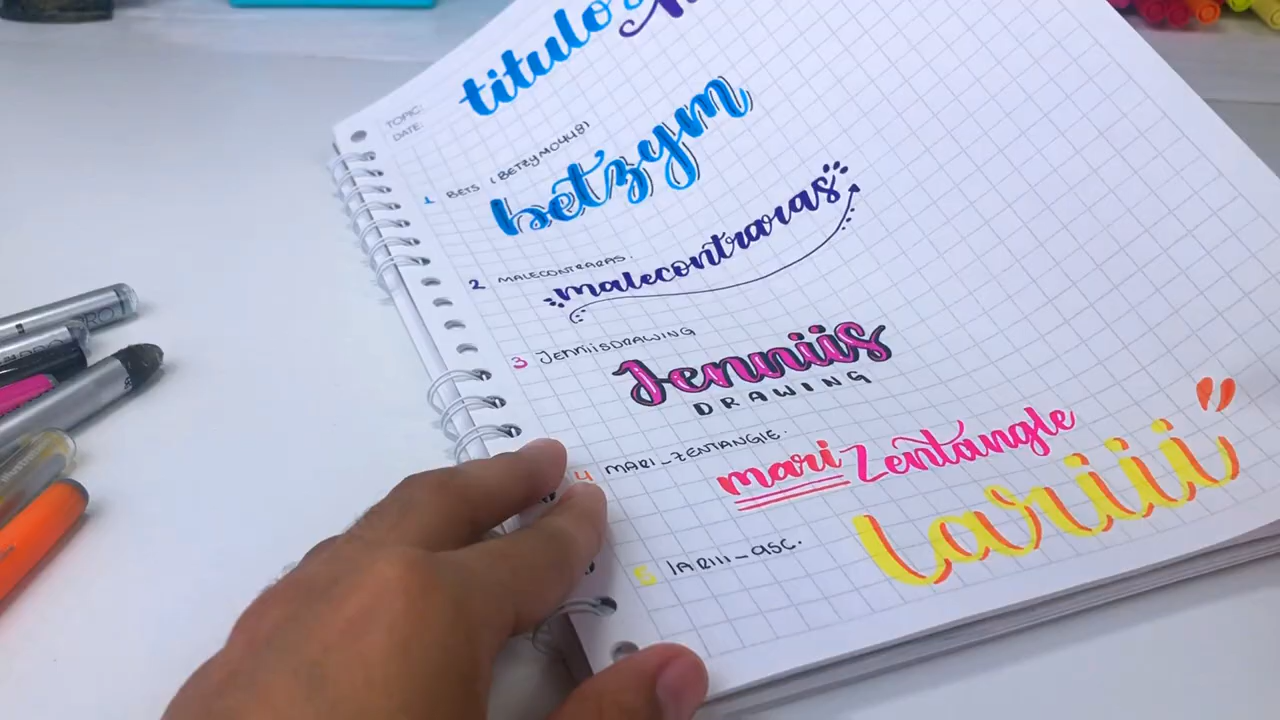 titulo
TOPIC:
DATE:
1 BETS (BETZYM0448)
betzym
2 MALECONTRARAS.
malecontraras
3 JENNIISDRAWING
Jenniis
DRAWING
4 MARI_ZENTANGLE.
mari Zentangle
5 lARIII_asc.
lariii